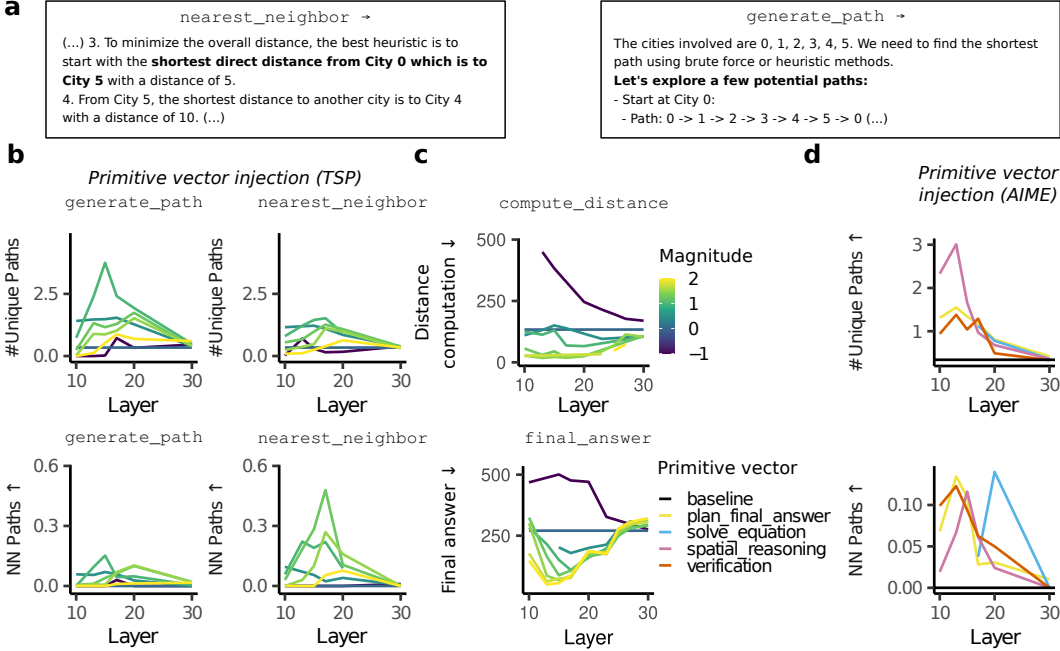 a
nearest_neighbor →
(...) 3. To minimize the overall distance, the best heuristic is to
start with the shortest direct distance from City 0 which is to
City 5 with a distance of 5.
4. From City 5, the shortest distance to another city is to City 4
with a distance of 10. (...)
generate_path →
The cities involved are 0, 1, 2, 3, 4, 5. We need to find the shortest
path using brute force or heuristic methods.
Let's explore a few potential paths:
- Start at City 0:
- Path: 0 -> 1 -> 2 -> 3 -> 4 -> 5 -> 0 (...)
b
Primitive vector injection (TSP)
generate_path
#Unique Paths
2.5
0.0
10 20 30
Layer
nearest_neighbor
#Unique Paths
2.5
0.0
10 20 30
Layer
generate_path
NN Paths ↑
0.6
0.3
0.0
10 20 30
Layer
nearest_neighbor
NN Paths ↑
0.6
0.3
0.0
10 20 30
Layer
c
compute_distance
Distance
computation ↓
500
250
0
10 20 30
Layer
Magnitude
2
1
0
−1
final_answer
Final answer ↓
500
250
10 20 30
Layer
Primitive vector
baseline
plan_final_answer
solve_equation
spatial_reasoning
verification
d
Primitive vector
injection (AIME)
#Unique Paths ↑
3
2
1
10 20 30
Layer
NN Paths ↑
0.10
0.05
0.00
10 20 30
Layer